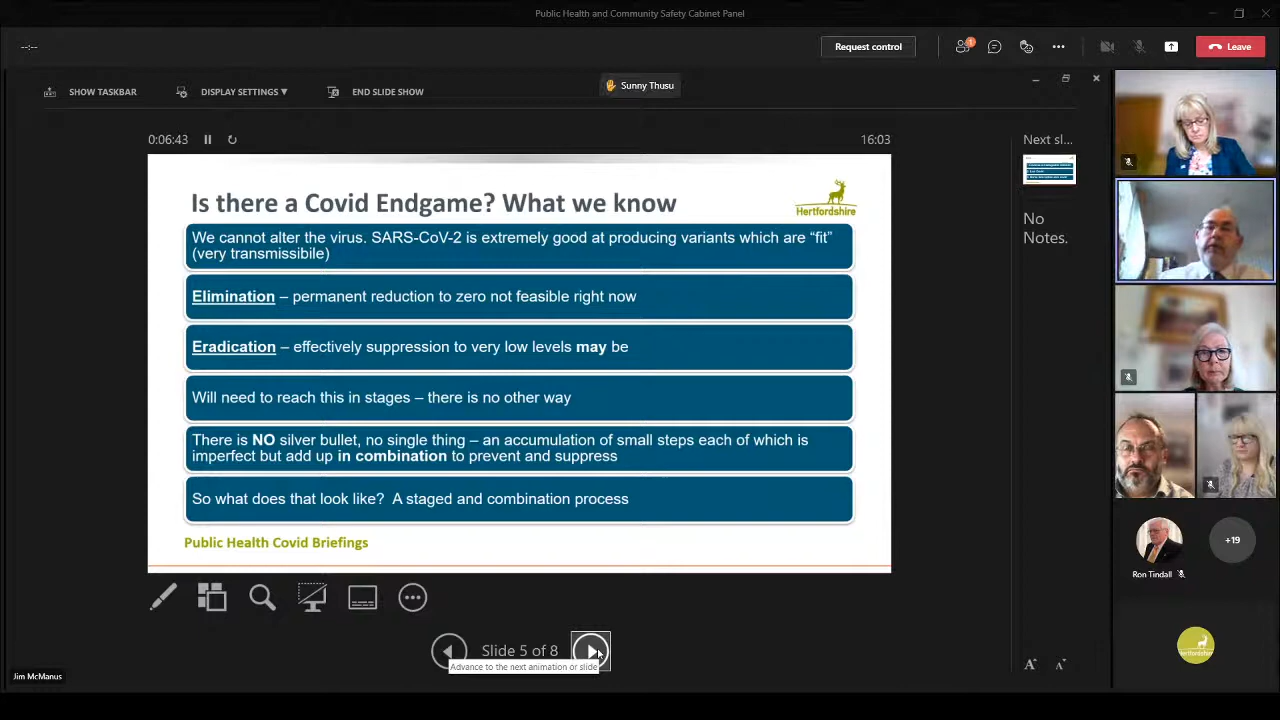 Public Health and Community Safety Cabinet Panel
--:--
Request control
1
Leave
SHOW TASKBAR
DISPLAY SETTINGS ▼
END SLIDE SHOW
Sunny Thusu
0:06:43
16:03
Next sl...
Is there a Covid Endgame? What we know
Hertfordshire
We cannot alter the virus. SARS-CoV-2 is extremely good at producing variants which are “fit”
(very transmissibile)
Elimination – permanent reduction to zero not feasible right now
Eradication – effectively suppression to very low levels may be
Will need to reach this in stages – there is no other way
There is NO silver bullet, no single thing – an accumulation of small steps each of which is
imperfect but add up in combination to prevent and suppress
So what does that look like?  A staged and combination process
Public Health Covid Briefings
No
Notes.
+19
Ron Tindall
Slide 5 of 8
Advance to the next animation or slide
A A
Hertfordshire
Jim McManus